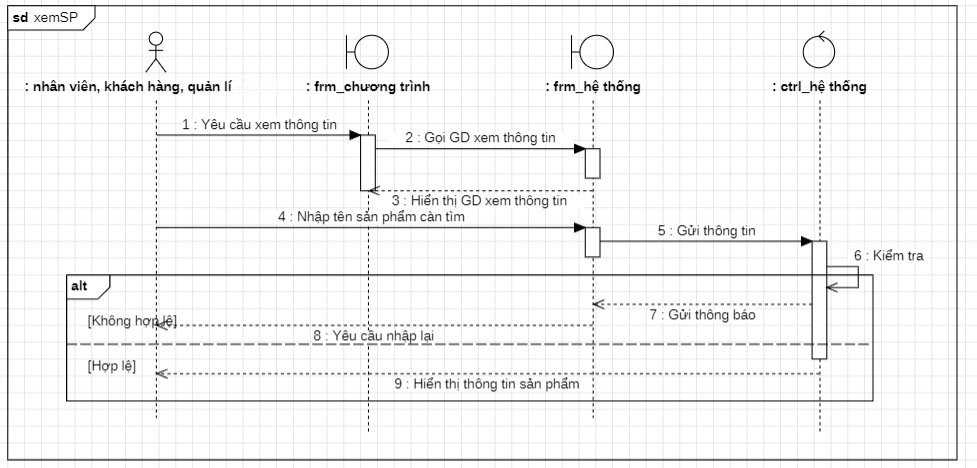 sd xemSP
: nhân viên, khách hàng, quản lí
: frm_chương trình
: frm_hệ thống
: ctrl_hệ thống
1 : Yêu cầu xem thông tin
2 : Gọi GD xem thông tin
3 : Hiển thị GD xem thông tin
4 : Nhập tên sản phẩm càn tìm
5 : Gửi thông tin
6 : Kiểm tra
alt
7 : Gửi thông báo
[Không hợp lệ]
8 : Yêu cầu nhập lại
[Hợp lệ]
9 : Hiển thị thông tin sản phẩm